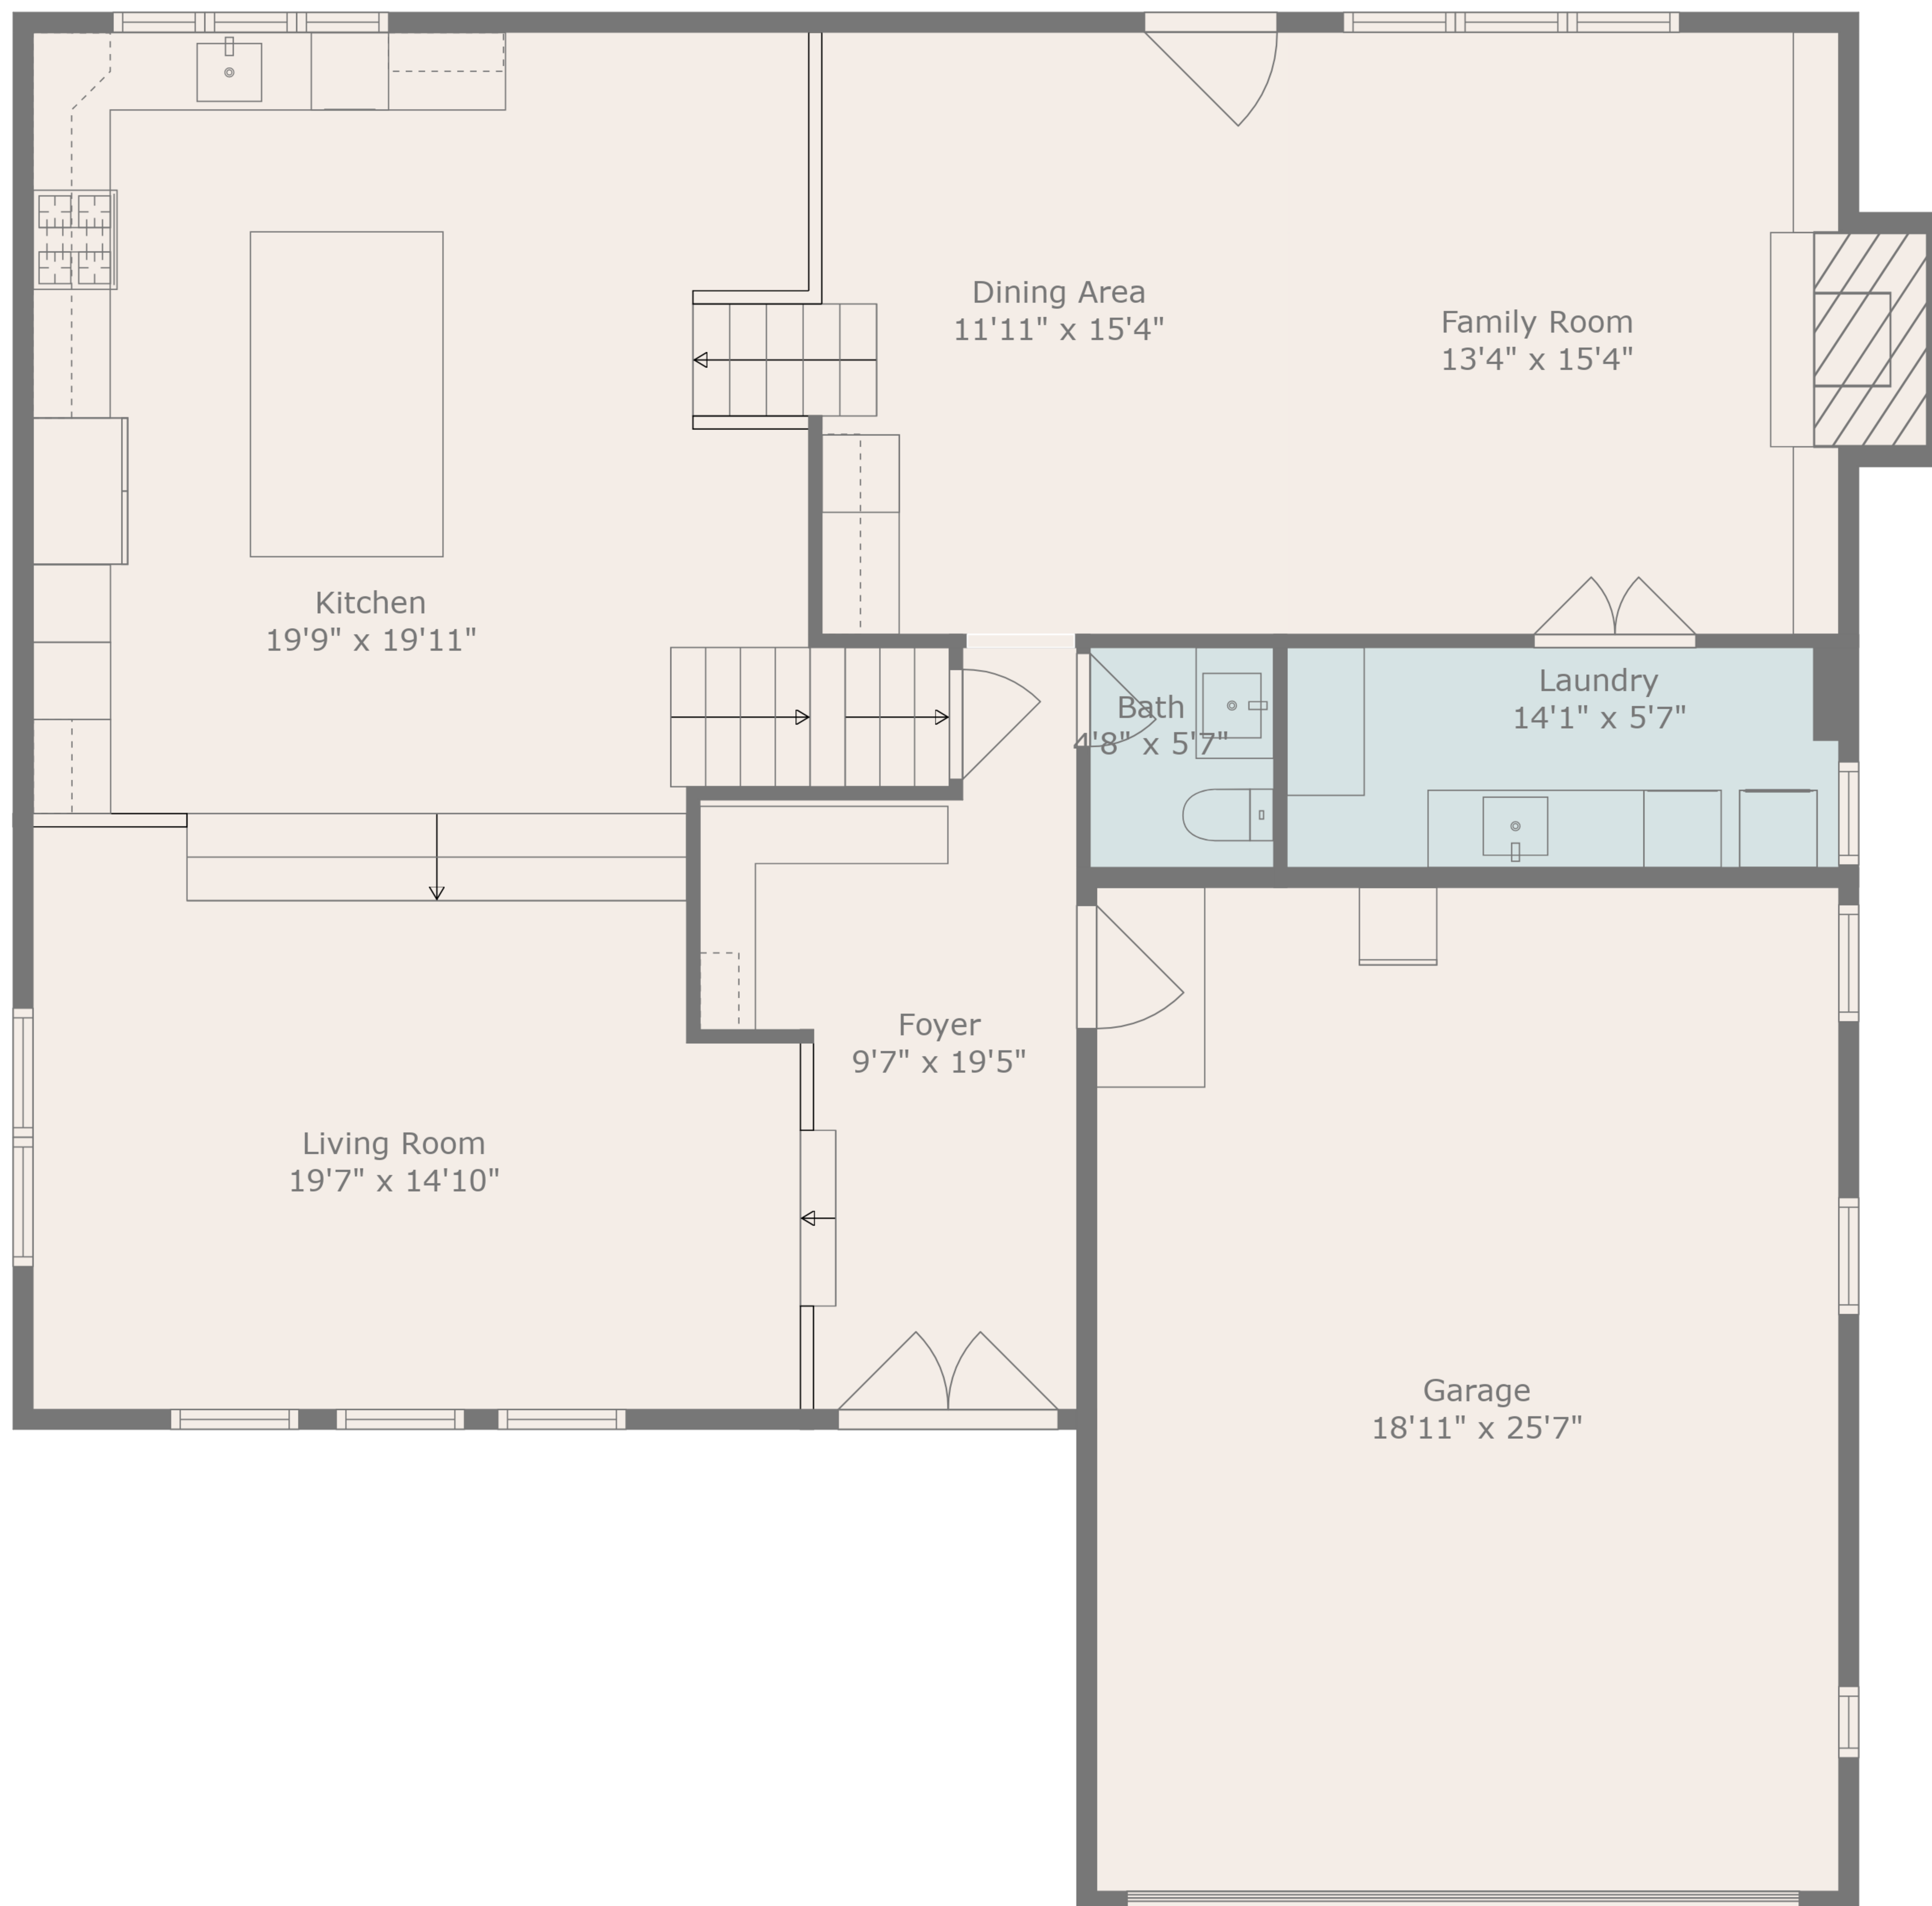 Dining Area
11'11" x 15'4"
Family Room
13'4" x 15'4"
Kitchen
19'9" x 19'11"
Bath
4'8" x 5'7"
Laundry
14'1" x 5'7"
Foyer
9'7" x 19'5"
Living Room
19'7" x 14'10"
Garage
18'11" x 25'7"